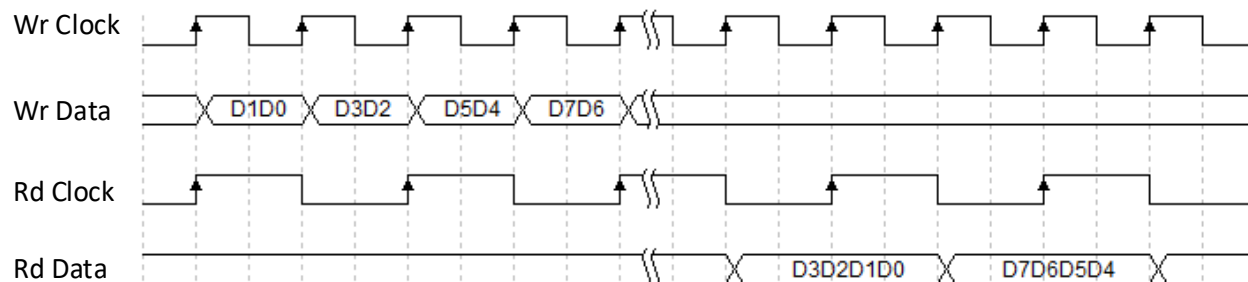 Wr Clock
Wr Data D1D0 D3D2 D5D4 D7D6
Rd Clock
Rd Data D3D2D1D0 D7D6D5D4